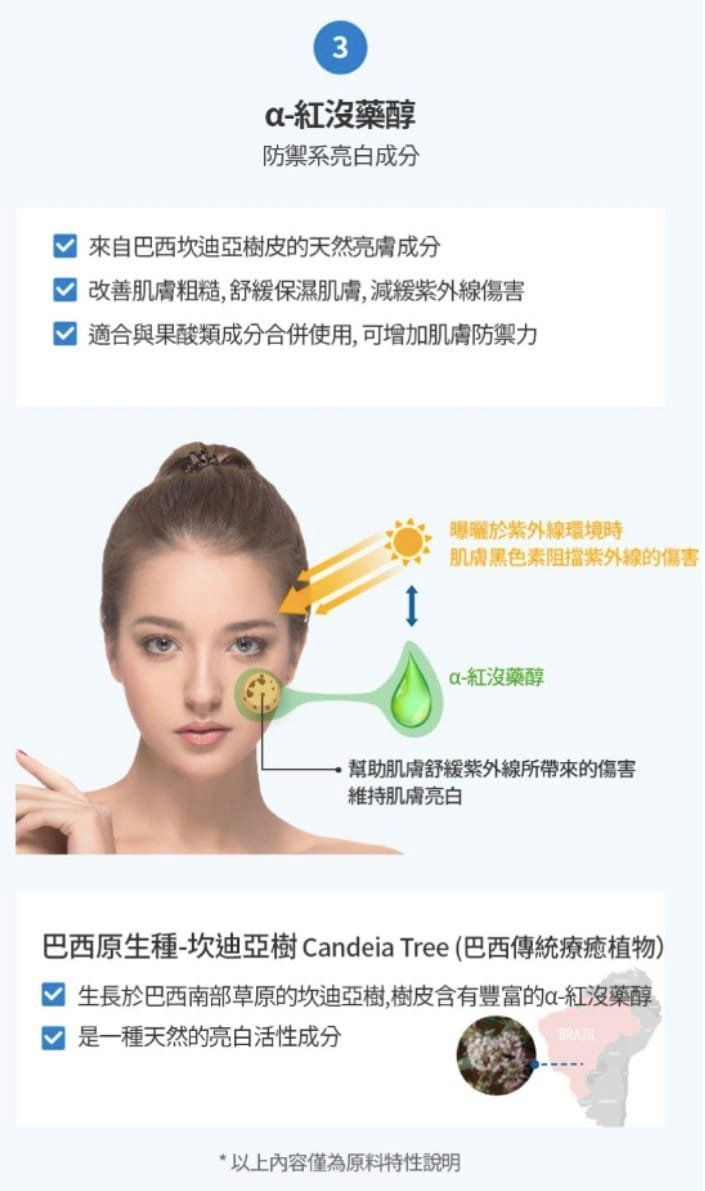 3
α-紅沒藥醇
防禦系亮白成分
來自巴西坎迪亞樹皮的天然亮膚成分
改善肌膚粗糙, 舒緩保濕肌膚, 減緩紫外線傷害
適合與果酸類成分合併使用, 可增加肌膚防禦力
曝曬於紫外線環境時
肌膚黑色素阻擋紫外線的傷害
α-紅沒藥醇
幫助肌膚舒緩紫外線所帶來的傷害
維持肌膚亮白
巴西原生種-坎迪亞樹 Candeia Tree (巴西傳統療癒植物)
生長於巴西南部草原的坎迪亞樹,樹皮含有豐富的α-紅沒藥醇
是一種天然的亮白活性成分
BRAZIL
* 以上內容僅為原料特性說明